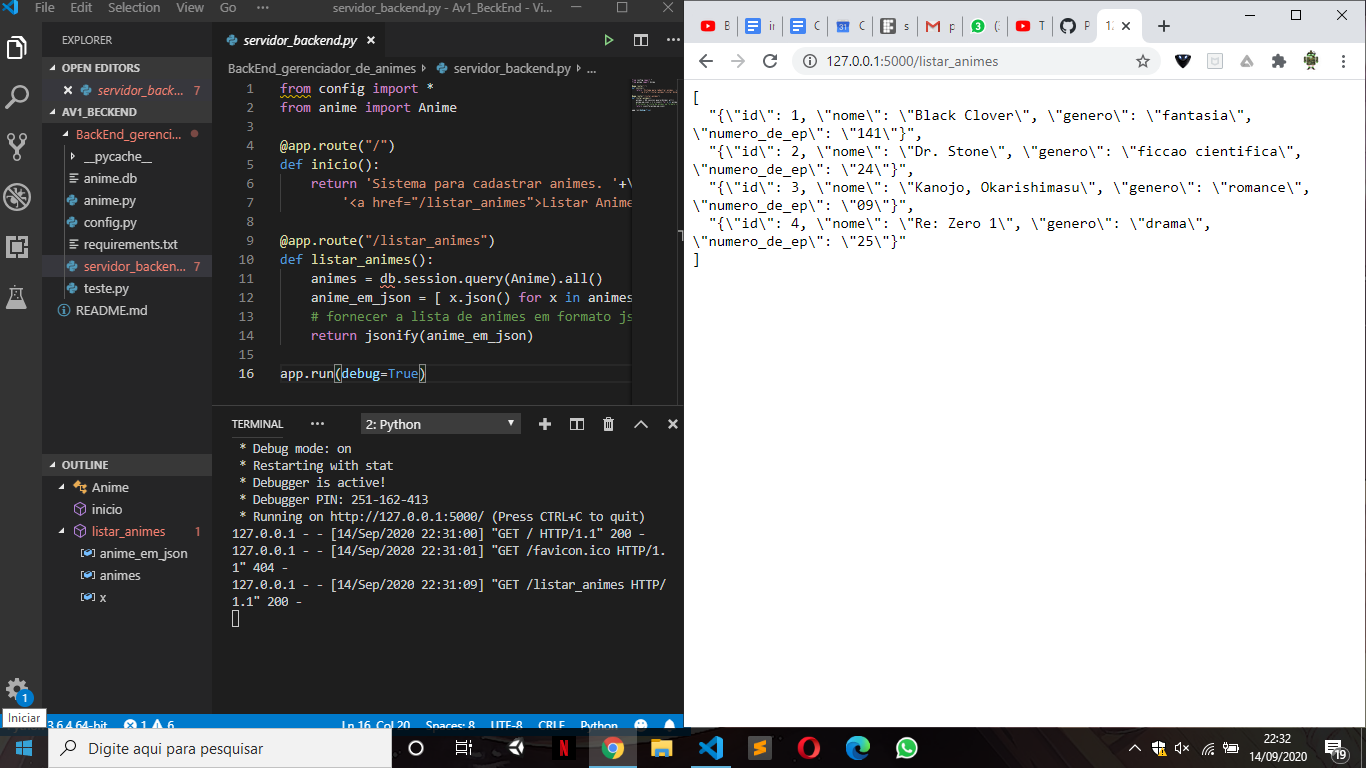 File Edit Selection View Go ··· servidor_backend.py - Av1_BeckEnd - Vi...
EXPLORER
OPEN EDITORS
servidor_back... 7
AV1_BECKEND
BackEnd_gerenci...
__pycache__
anime.db
anime.py
config.py
requirements.txt
servidor_backen... 7
teste.py
README.md
OUTLINE
Anime
inicio
listar_animes 1
anime_em_json
animes
x
1
Iniciar
servidor_backend.py
BackEnd_gerenciador_de_animes › servidor_backend.py › ...
1 from config import *
2 from anime import Anime
3
4 @app.route("/")
5 def inicio():
6 return 'Sistema para cadastrar animes. '+\
7 '<a href="/listar_animes">Listar Anime
8
9 @app.route("/listar_animes")
10 def listar_animes():
11 animes = db.session.query(Anime).all()
12 anime_em_json = [ x.json() for x in animes
13 # fornecer a lista de animes em formato js
14 return jsonify(anime_em_json)
15
16 app.run(debug=True)
TERMINAL ··· 2: Python
* Debug mode: on
* Restarting with stat
* Debugger is active!
* Debugger PIN: 251-162-413
* Running on http://127.0.0.1:5000/ (Press CTRL+C to quit)
127.0.0.1 - - [14/Sep/2020 22:31:00] "GET / HTTP/1.1" 200 -
127.0.0.1 - - [14/Sep/2020 22:31:01] "GET /favicon.ico HTTP/1.
1" 404 -
127.0.0.1 - - [14/Sep/2020 22:31:09] "GET /listar_animes HTTP/
1.1" 200 -
3.6.4 64-bit 1 6 Ln 16, Col 20 Spaces: 8 UTF-8 CRLF Python
127.0.0.1:5000/listar_animes
[
"{\"id\": 1, \"nome\": \"Black Clover\", \"genero\": \"fantasia\",
\"numero_de_ep\": \"141\"}",
"{\"id\": 2, \"nome\": \"Dr. Stone\", \"genero\": \"ficcao cientifica\",
\"numero_de_ep\": \"24\"}",
"{\"id\": 3, \"nome\": \"Kanojo, Okarishimasu\", \"genero\": \"romance\",
\"numero_de_ep\": \"09\"}",
"{\"id\": 4, \"nome\": \"Re: Zero 1\", \"genero\": \"drama\",
\"numero_de_ep\": \"25\"}"
]
Digite aqui para pesquisar
22:32
14/09/2020
19